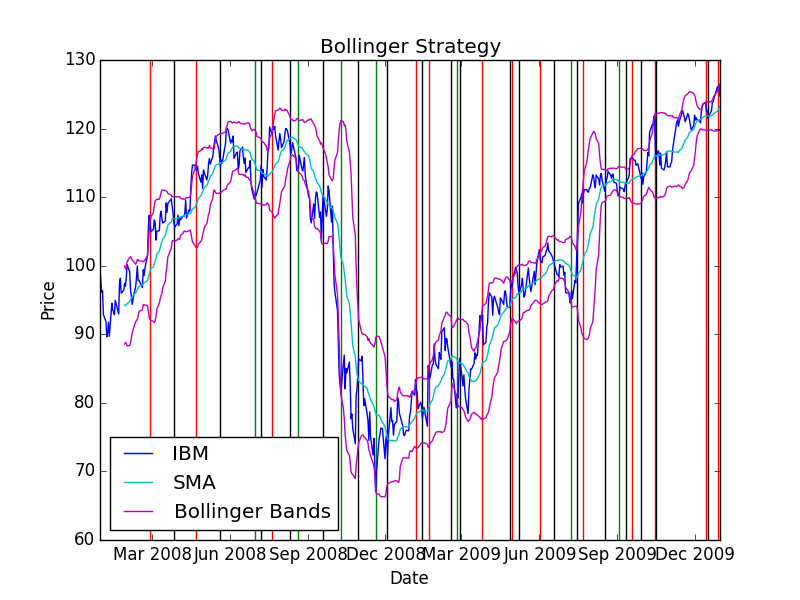 Bollinger Strategy
130
120
110
100
90
80
70
60
Price
IBM
SMA
Bollinger Bands
Mar 2008 Jun 2008 Sep 2008 Dec 2008 Mar 2009 Jun 2009 Sep 2009 Dec 2009
Date